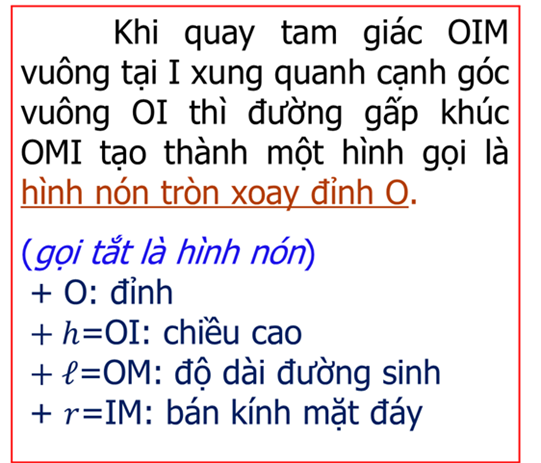 Khi quay tam giác OIM
vuông tại I xung quanh cạnh góc
vuông OI thì đường gấp khúc
OMI tạo thành một hình gọi là
hình nón tròn xoay đỉnh O.
(gọi tắt là hình nón)
+ O: đỉnh
+ ℎ=OI: chiều cao
+ ℓ=OM: độ dài đường sinh
+ 𝑟=IM: bán kính mặt đáy